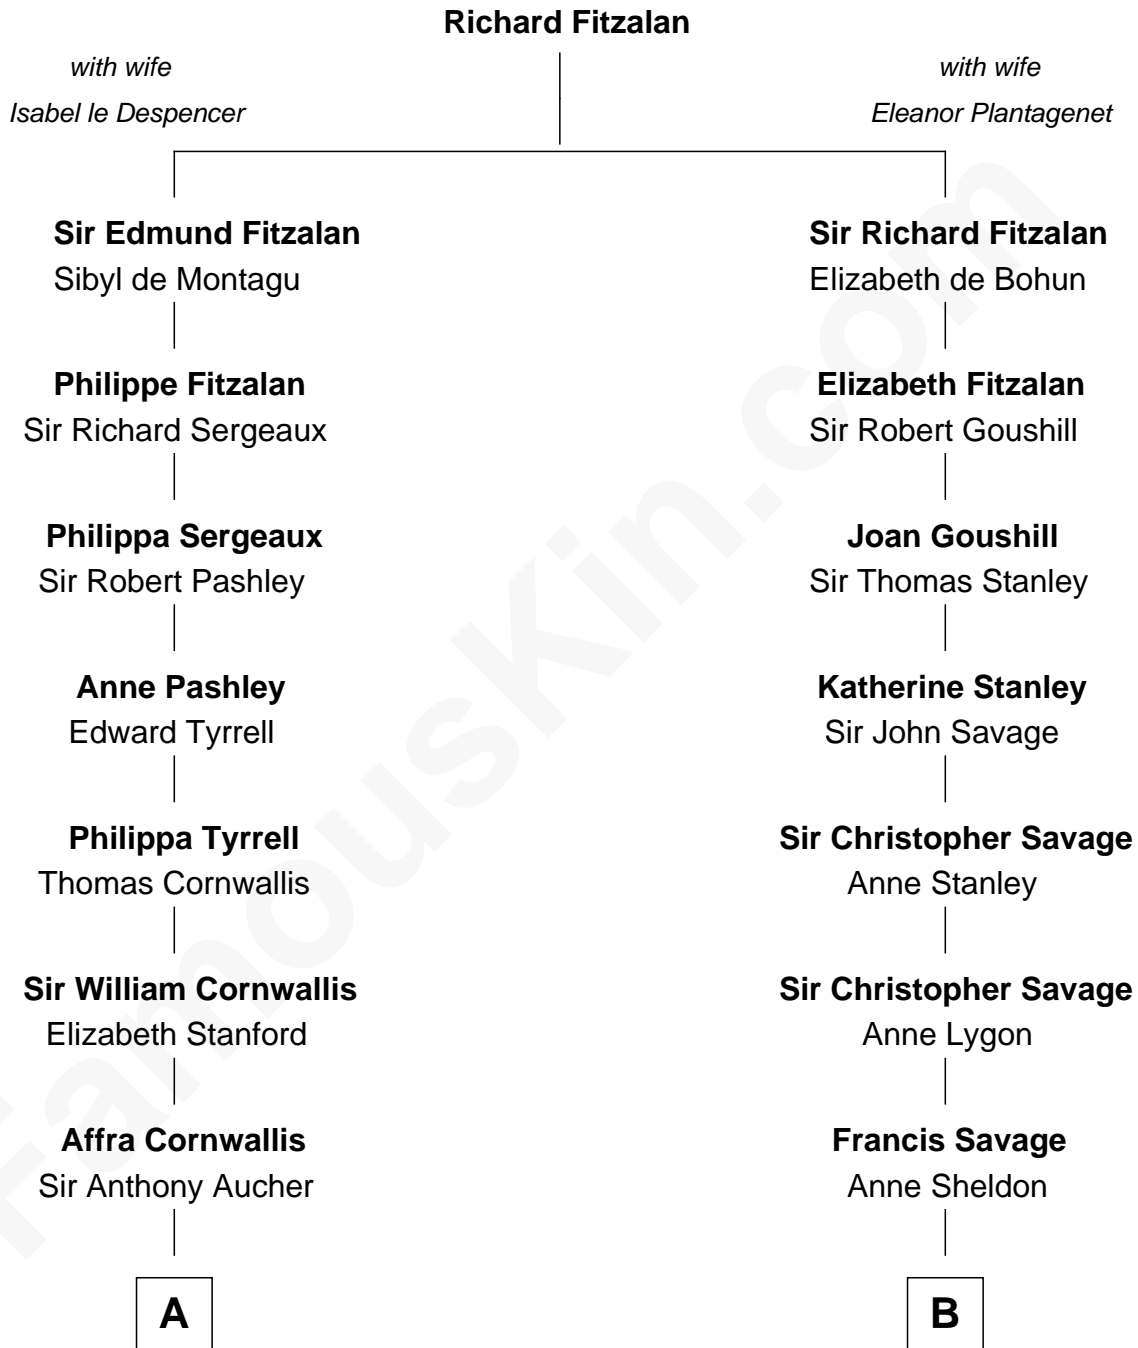 Richard Fitzalan
with wife
Isabel le Despencer
with wife
Eleanor Plantagenet
Sir Edmund Fitzalan
Sibyl de Montagu
Sir Richard Fitzalan
Elizabeth de Bohun
Philippe Fitzalan
Sir Richard Sergeaux
Elizabeth Fitzalan
Sir Robert Goushill
Philippa Sergeaux
Sir Robert Pashley
Joan Goushill
Sir Thomas Stanley
Anne Pashley
Edward Tyrrell
Katherine Stanley
Sir John Savage
Philippa Tyrrell
Thomas Cornwallis
Sir Christopher Savage
Anne Stanley
Sir William Cornwallis
Elizabeth Stanford
Sir Christopher Savage
Anne Lygon
Affra Cornwallis
Sir Anthony Aucher
Francis Savage
Anne Sheldon
A
B
FamousKin.com